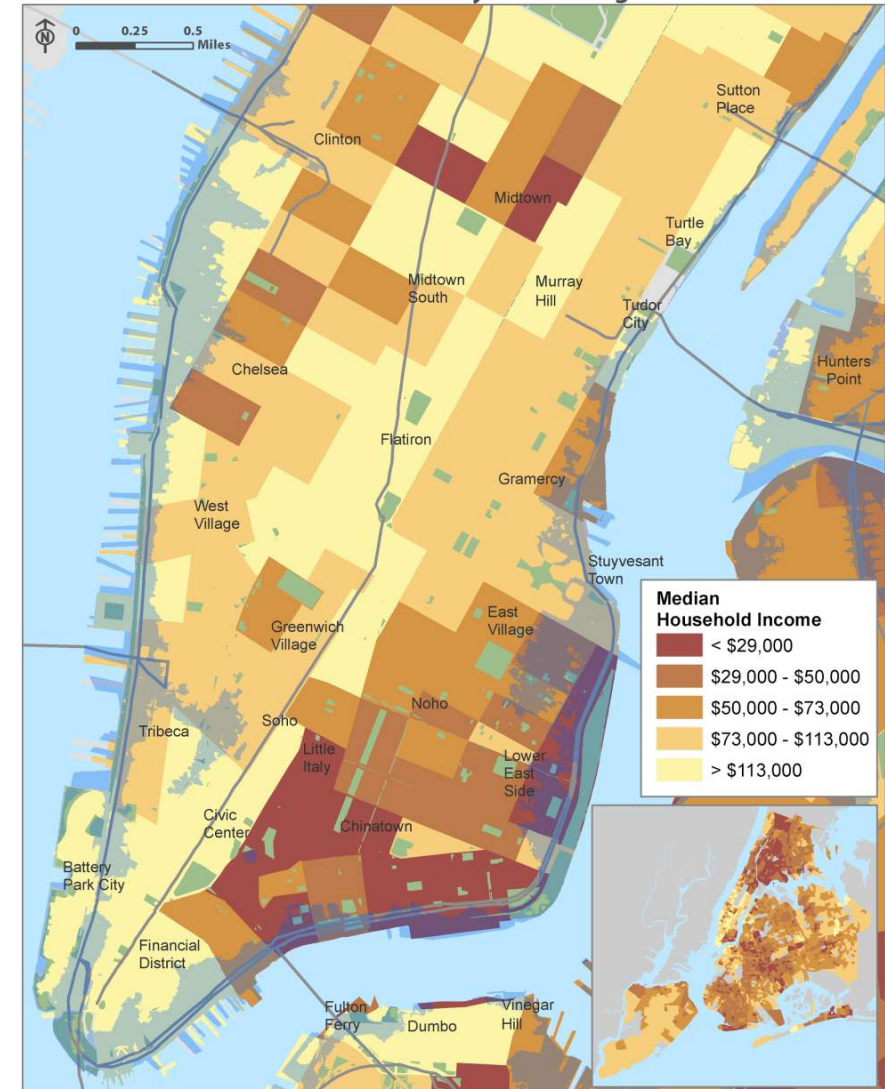 N
0 0.25 0.5
Miles
Sutton
Place
Clinton
Midtown
Turtle
Bay
Midtown
South
Murray
Hill
Tudor
City
Hunters
Point
Chelsea
Flatiron
Gramercy
West
Village
Stuyvesant
Town
Median
Household Income
< $29,000
$29,000 - $50,000
$50,000 - $73,000
$73,000 - $113,000
> $113,000
East
Village
Greenwich
Village
Noho
Soho
Tribeca
Little
Italy
Lower
East
Side
Civic
Center
Chinatown
Battery
Park City
Financial
District
Fulton
Ferry
Dumbo
Vinegar
Hill